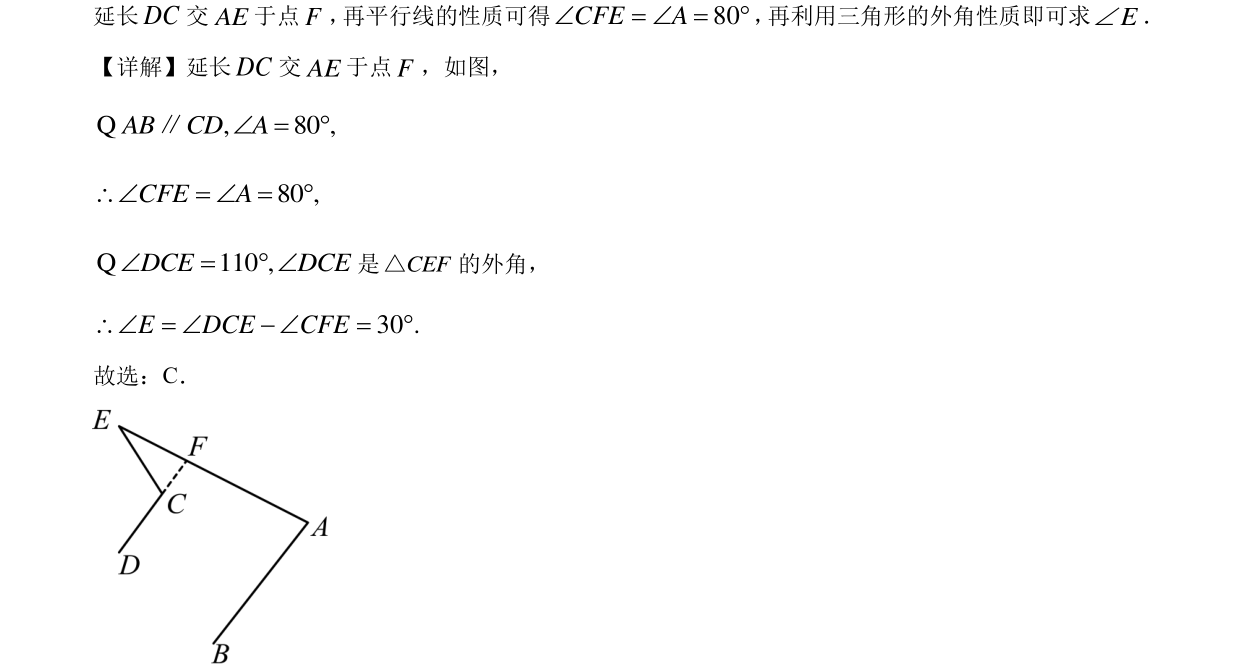 延长DC交AE于点F，再平行线的性质可得∠CFE=∠A=80°，再利用三角形的外角性质即可求∠E．
【详解】延长DC交AE于点F，如图，
Q AB∥CD,∠A=80°,
∴∠CFE=∠A=80°,
Q∠DCE=110°,∠DCE是△CEF的外角，
∴∠E=∠DCE−∠CFE=30°.
故选：C．
E
F
C
A
D
B